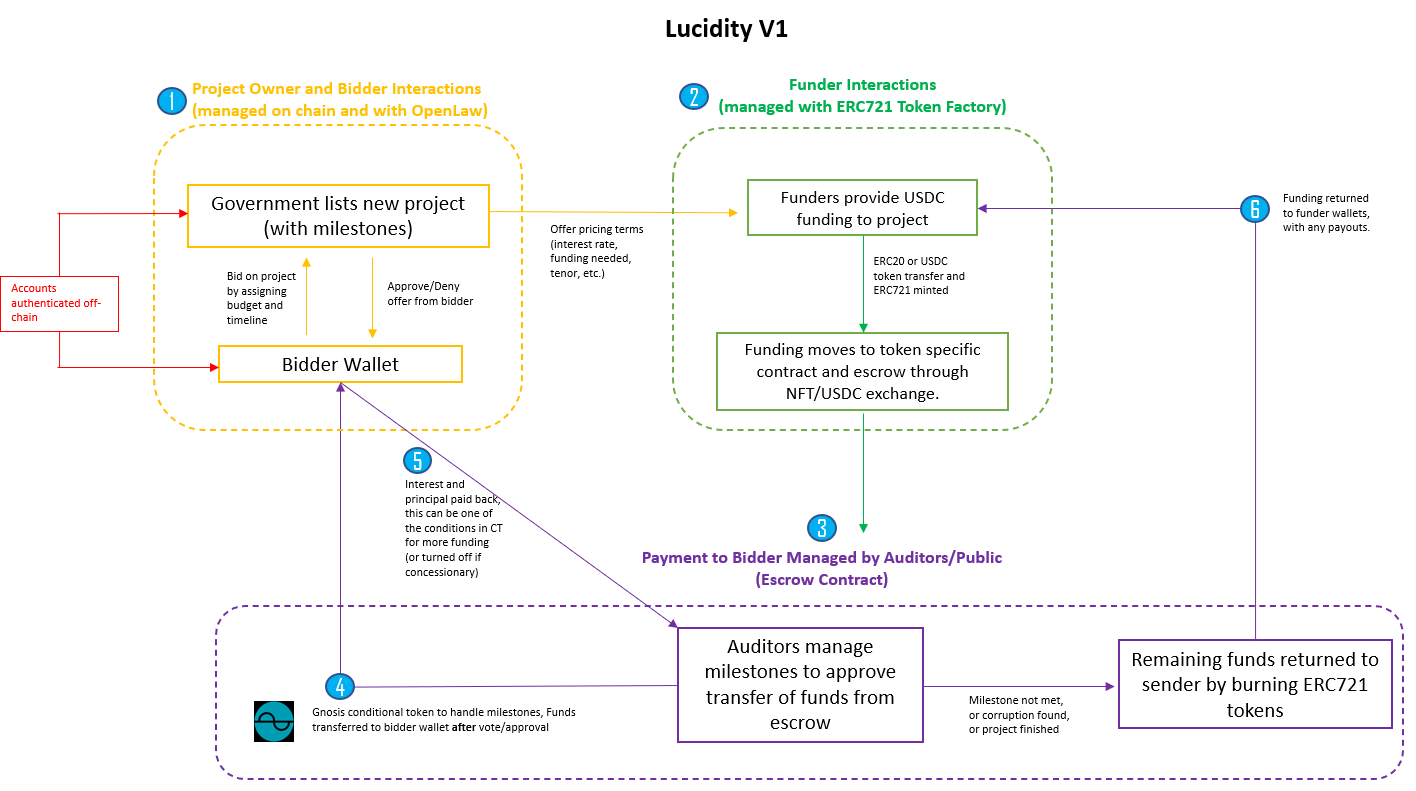 Lucidity V1
1
Project Owner and Bidder Interactions
(managed on chain and with OpenLaw)
2
Funder Interactions
(managed with ERC721 Token Factory)
Government lists new project
(with milestones)
Funders provide USDC
funding to project
6
Funding returned
to funder wallets,
with any payouts.
Offer pricing terms
(interest rate,
funding needed,
tenor, etc.)
Accounts
authenticated off-
chain
Bid on project
by assigning
budget and
timeline
Approve/Deny
offer from bidder
ERC20 or USDC
token transfer and
ERC721 minted
Bidder Wallet
Funding moves to token specific
contract and escrow through
NFT/USDC exchange.
5
Interest and
principal paid back,
this can be one of
the conditions in CT
for more funding
(or turned off if
concessionary)
3
Payment to Bidder Managed by Auditors/Public
(Escrow Contract)
Auditors manage
milestones to approve
transfer of funds from
escrow
Remaining funds returned to
sender by burning ERC721
tokens
4
Gnosis conditional token to handle milestones, Funds
transferred to bidder wallet after vote/approval
Milestone not met,
or corruption found,
or project finished